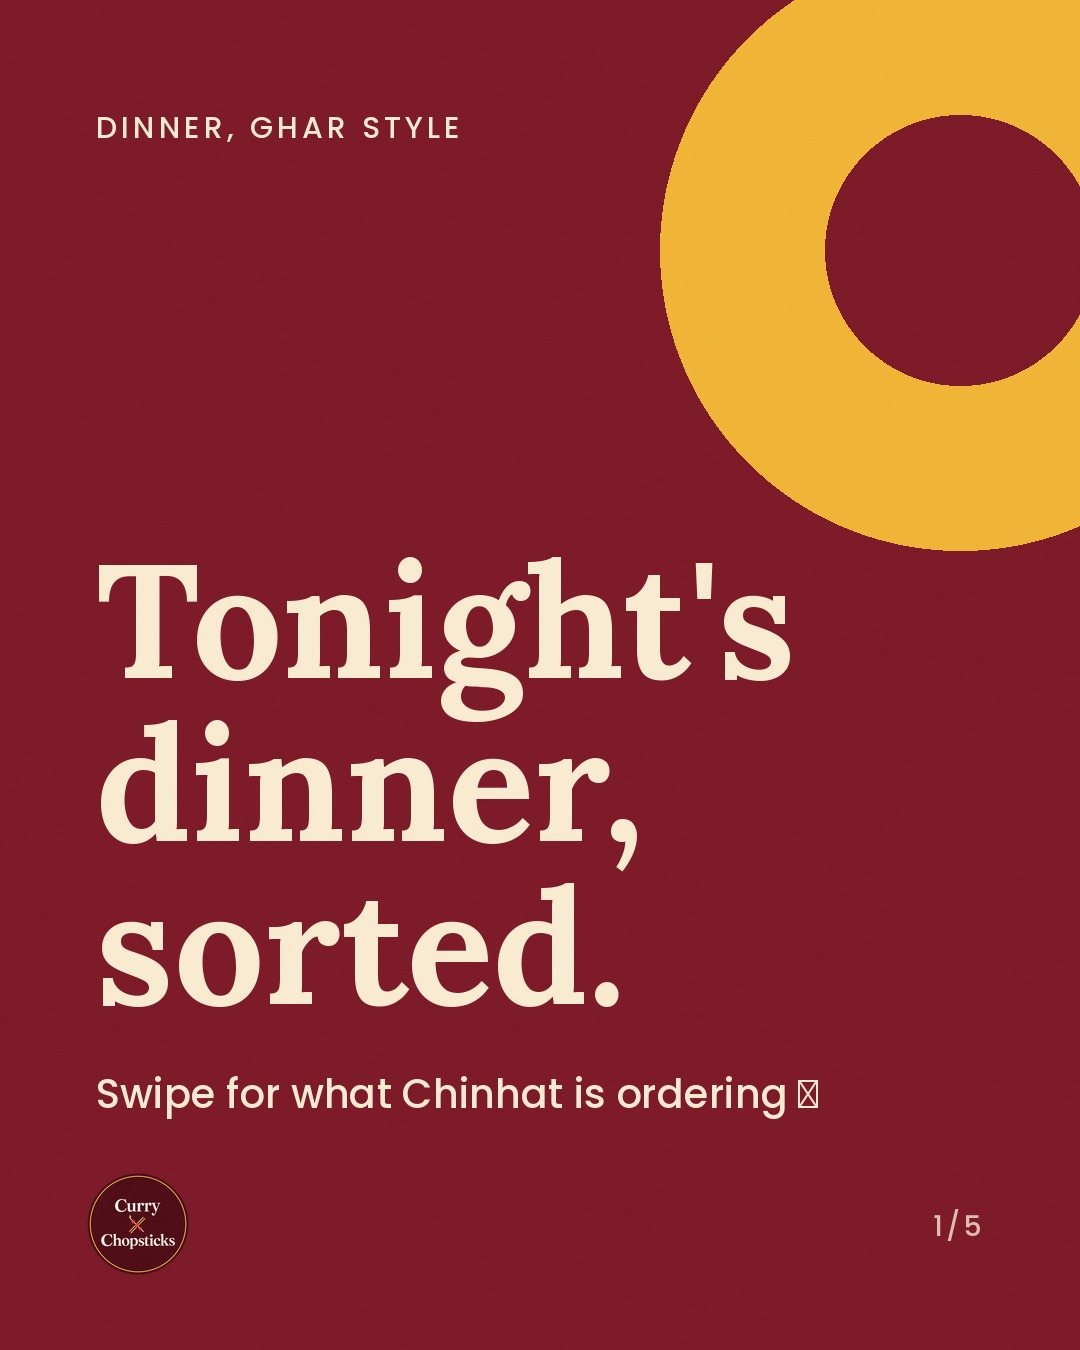 DINNER, GHAR STYLE
Tonight's
dinner,
sorted.
Swipe for what Chinhat is ordering
Curry
Chopsticks
1/5